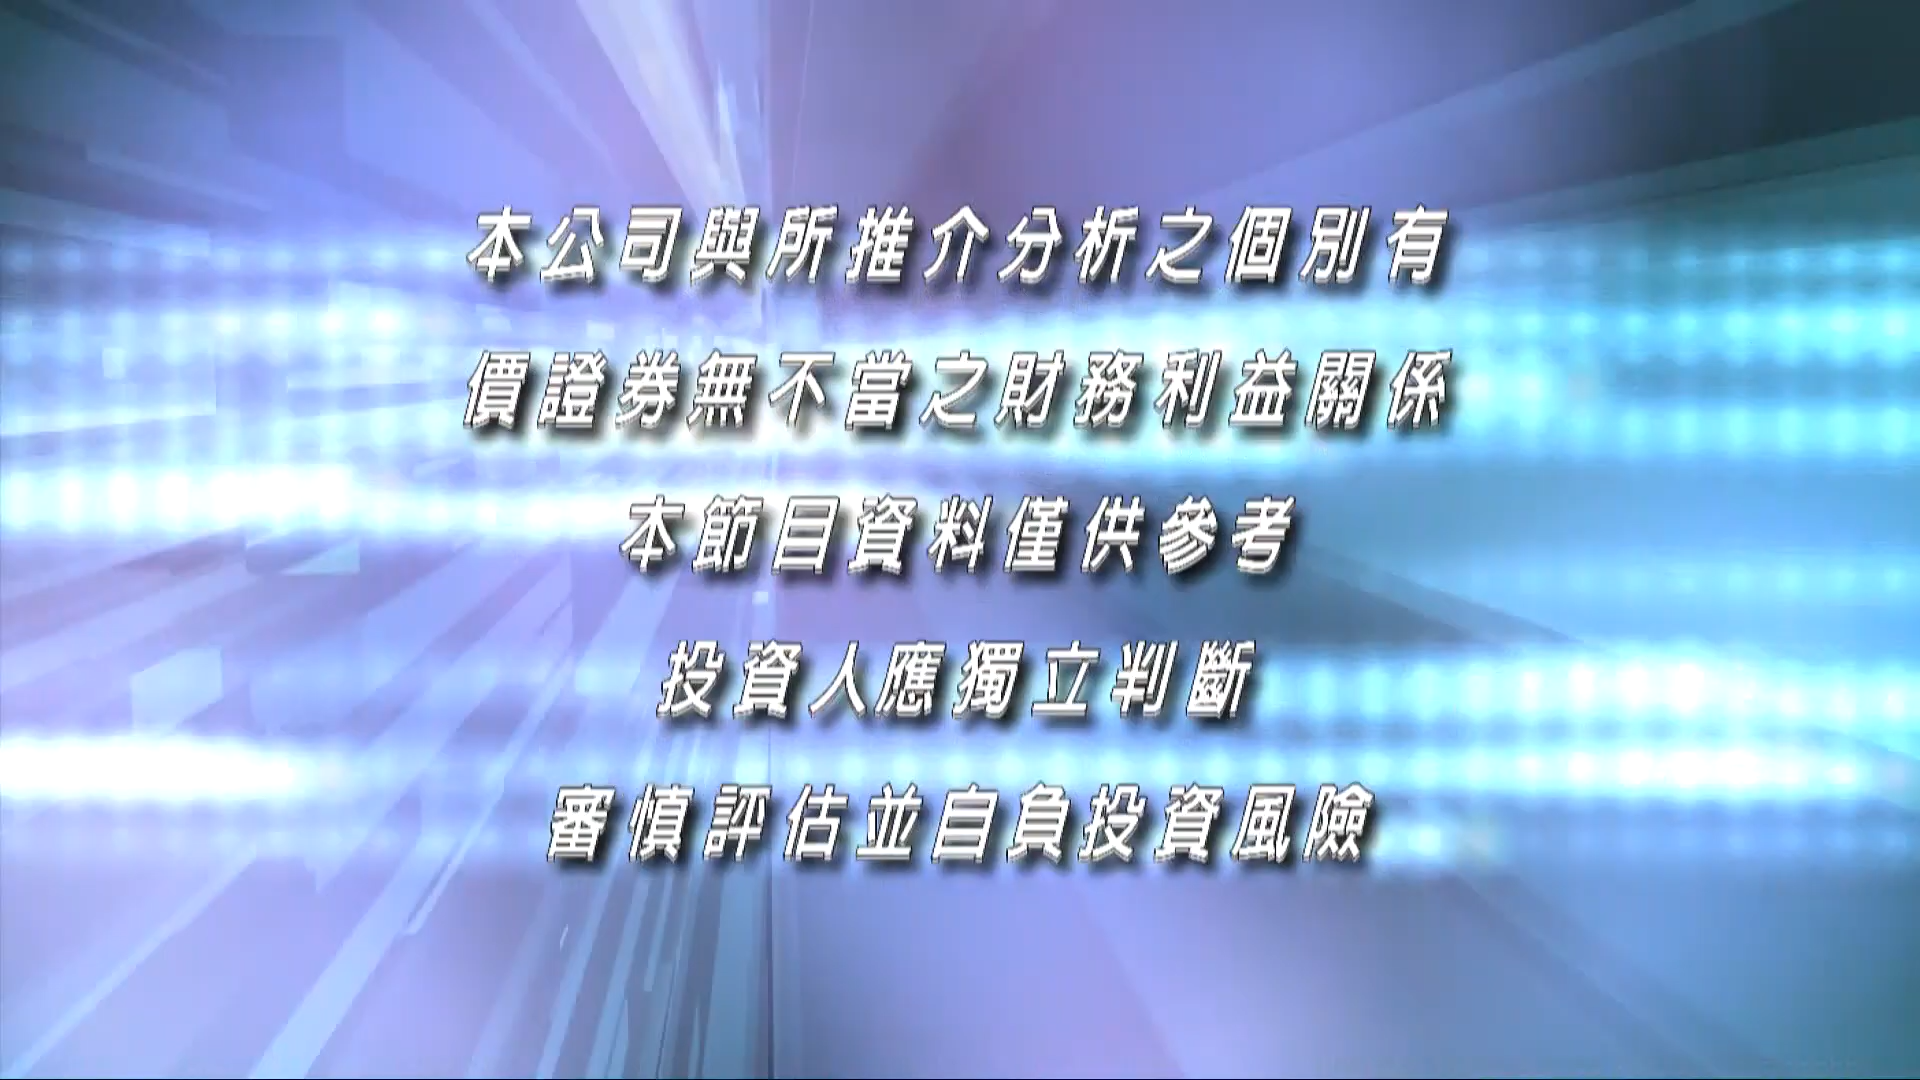 本公司與所推介分析之個別有
價證券無不當之財務利益關係
本節目資料僅供參考
投資人應獨立判斷
審慎評估並自負投資風險